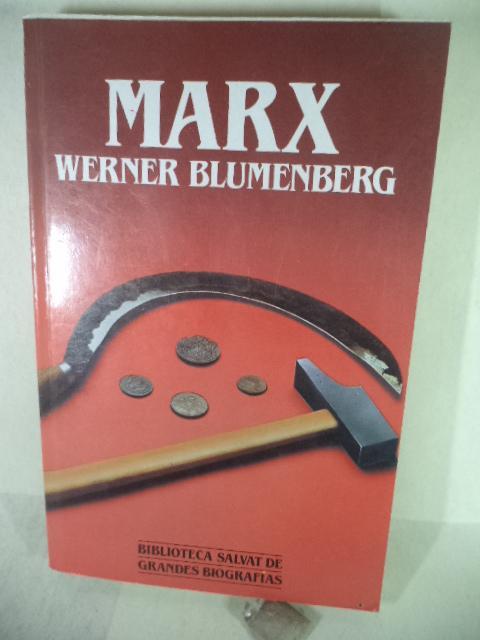 MARX
WERNER BLUMENBERG
BIBLIOTECA SALVAT DE
GRANDES BIOGRAFIAS